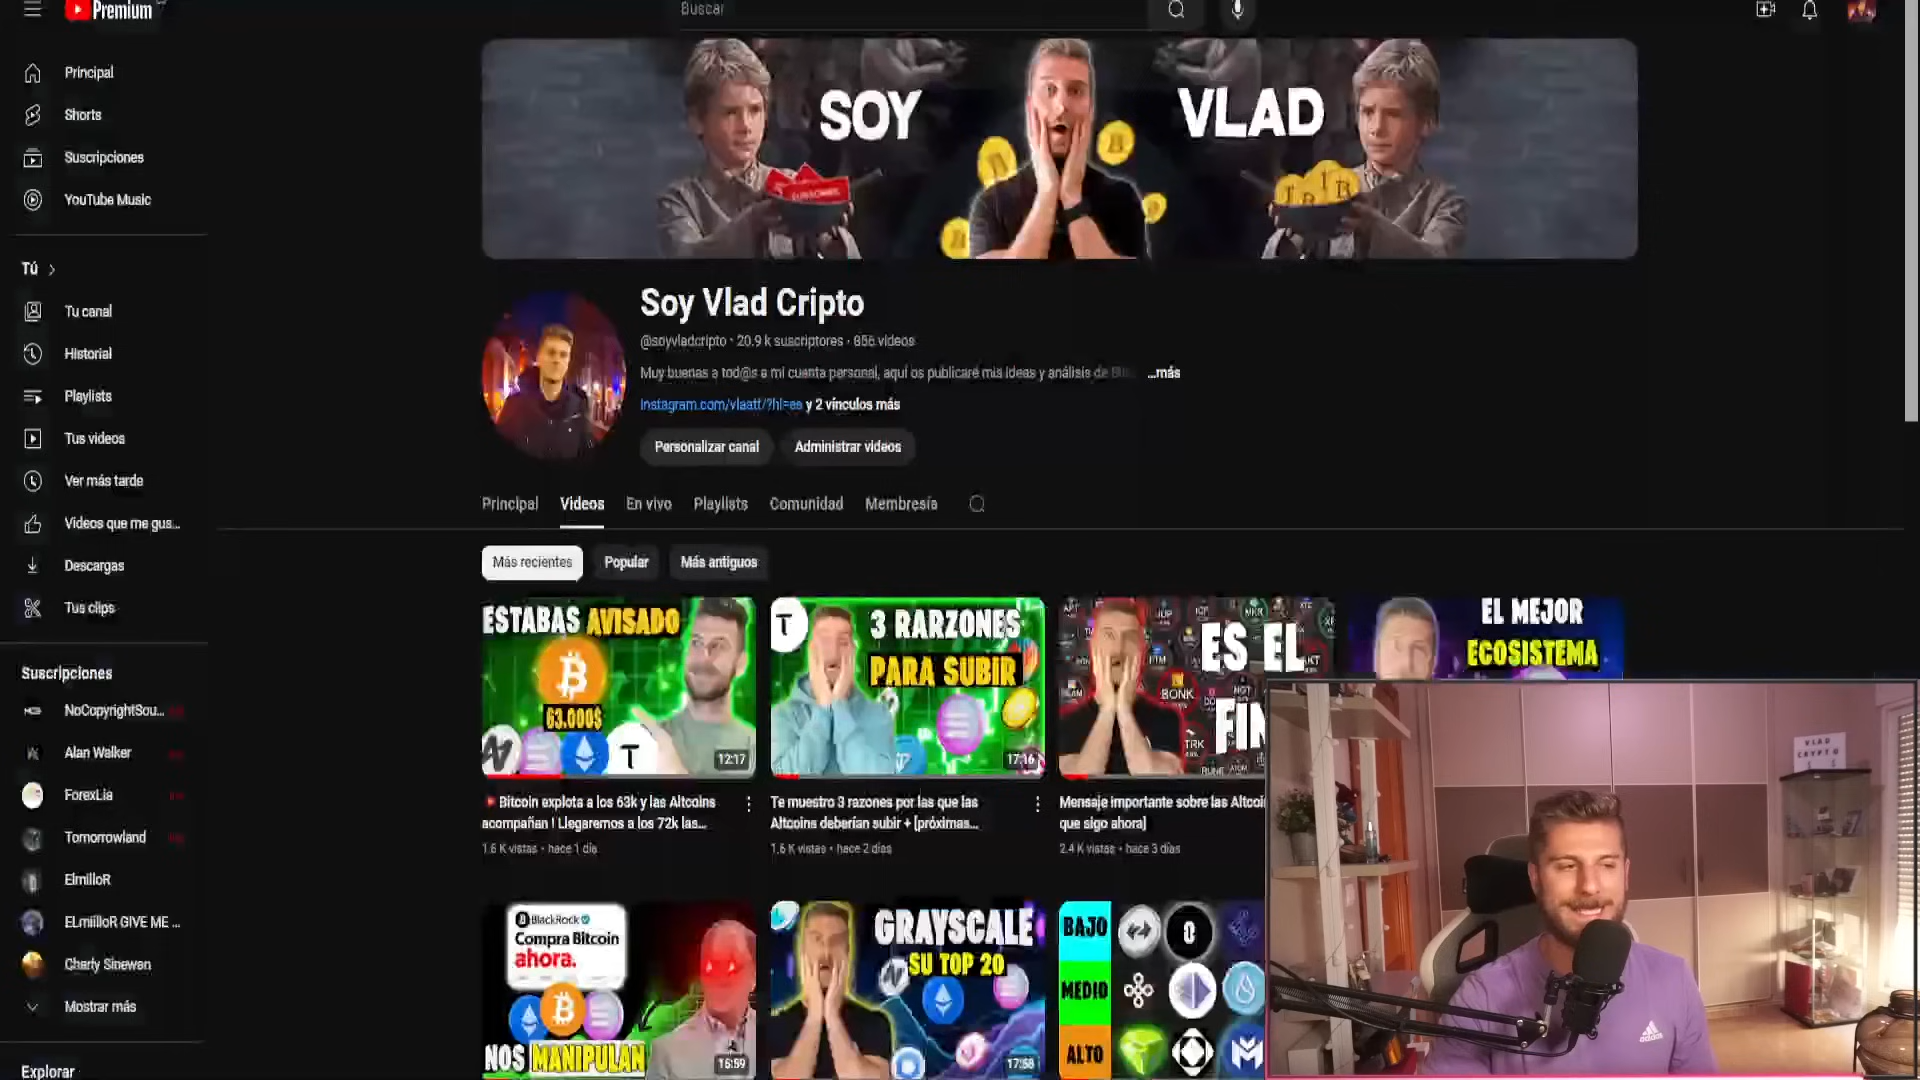 Premium
Buscar
Principal
Shorts
Suscripciones
YouTube Music
Tú
Tu canal
Historial
Playlists
Tus videos
Ver más tarde
Videos que me gus...
Descargas
Tus clips
Suscripciones
NoCopyrightSou...
Alan Walker
ForexLia
Tomorrowland
ElmilloR
ELmiilloR GIVE ME ...
Charly Sinewan
Mostrar más
Explorar
SOY VLAD
Soy Vlad Cripto
@soyvladcripto · 20.9 k suscriptores · 856 videos
Muy buenas a tod@s a mi cuenta personal, aquí os publicaré mis ideas y análisis de ...más
instagram.com/vlaatt/?hl=es y 2 vínculos más
Personalizar canal
Administrar videos
Principal
Videos
En vivo
Playlists
Comunidad
Membresía
Más recientes
Popular
Más antiguos
ESTABAS AVISADO
63.000$
12:17
3 RARZONES
PARA SUBIR
17:16
ES EL
FIN
BONK
EL MEJOR
ECOSISTEMA
Bitcoin explota a los 63k y las Altcoins
acompañan ! Llegaremos a los 72k las...
1.6 K vistas · hace 1 día
Te muestro 3 razones por las que las
Altcoins deberían subir + [próximas...
1.6 K vistas · hace 2 días
Mensaje importante sobre las Altcoi
que sigo ahora]
2.4 K vistas · hace 3 días
BlackRock
Compra Bitcoin
ahora.
NOS MANIPULAN
GRAYSCALE
SU TOP 20
17:58
BAJO
MEDIO
ALTO
VLAD
CRYPTO
adidas